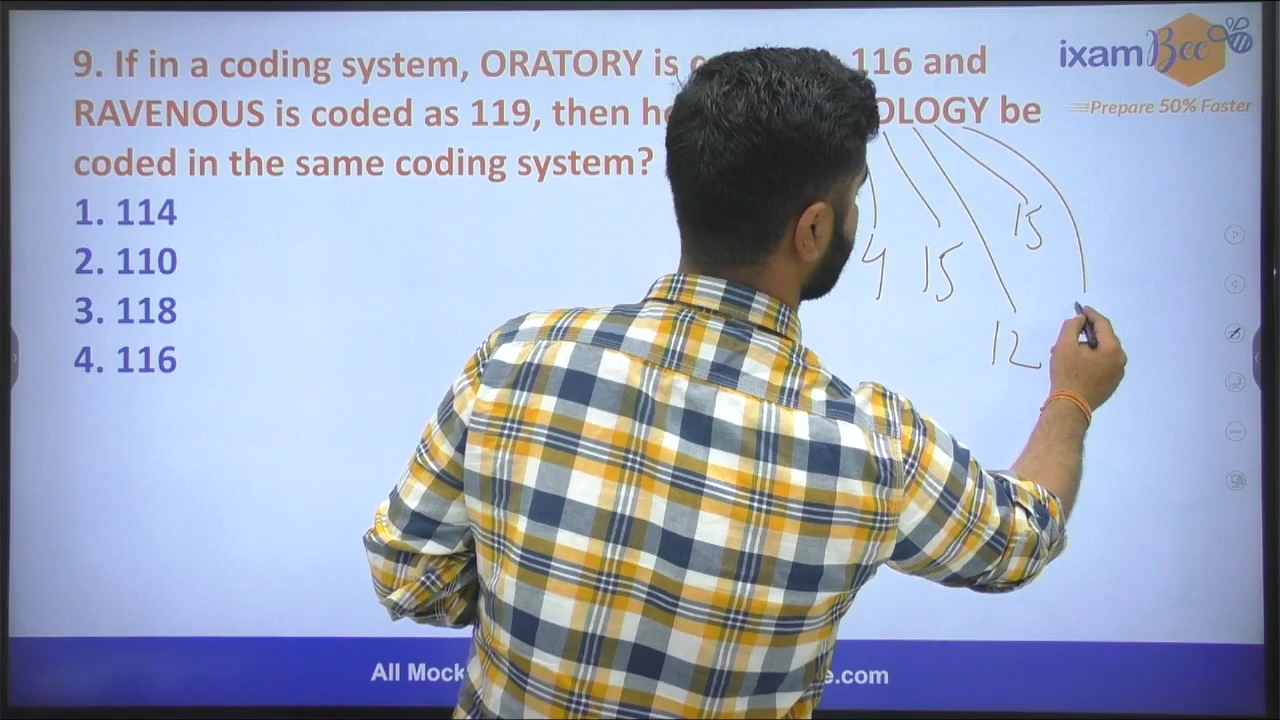 ixamBee
Prepare 50% Faster
9. If in a coding system, ORATORY is 116 and
RAVENOUS is coded as 119, then OLOGY be
coded in the same coding system?
1. 114
2. 110
3. 118
4. 116
15
4 15
12
All Mock e.com